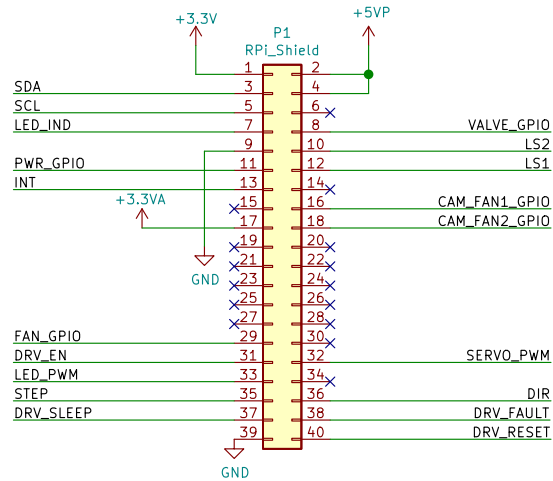 +3.3V
+5VP
P1
RPi_Shield
1 2
SDA 3 4
SCL 5 6
LED_IND 7 8 VALVE_GPIO
9 10 LS2
PWR_GPIO 11 12 LS1
INT 13 14
+3.3VA
15 16 CAM_FAN1_GPIO
17 18 CAM_FAN2_GPIO
19 20
GND
21 22
23 24
25 26
27 28
FAN_GPIO 29 30
DRV_EN 31 32 SERVO_PWM
LED_PWM 33 34
STEP 35 36 DIR
DRV_SLEEP 37 38 DRV_FAULT
39 40 DRV_RESET
GND